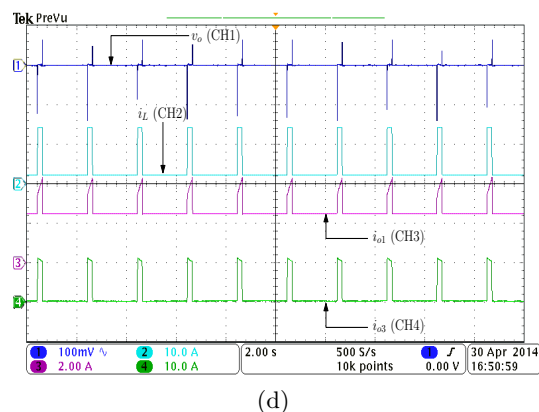 Tek PreVu
v_o (CH1)
1
i_L (CH2)
2
i_o1 (CH3)
3
i_o3 (CH4)
4
1 100mV ∿ 2 10.0 A 2.00 s 500 S/s 1 ʃ 30 Apr 2014
3 2.00 A 4 10.0 A 10k points 0.00 V 16:50:59
(d)